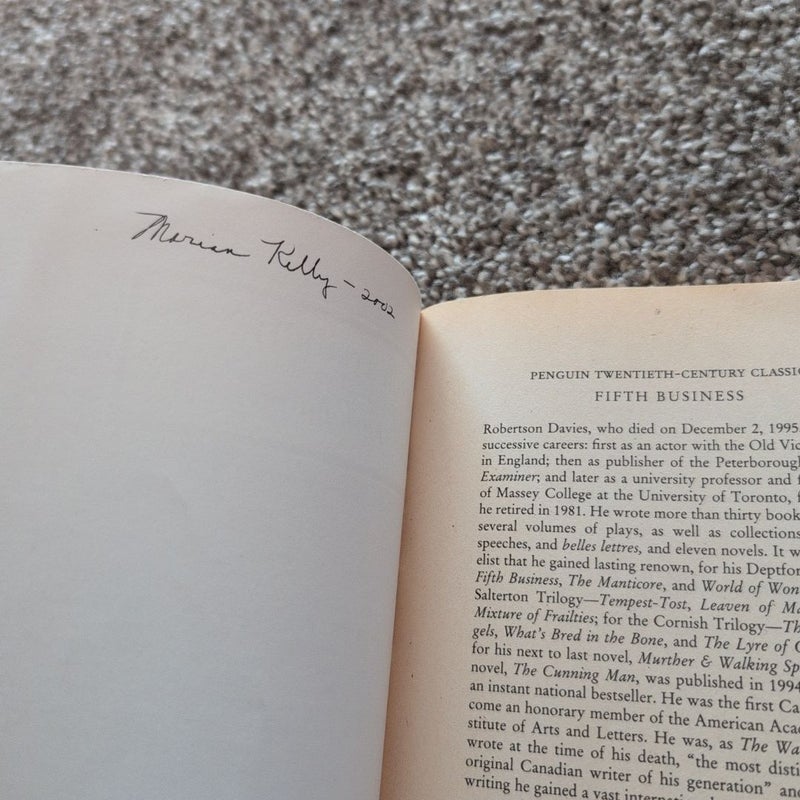 Marian Kelly - 2002
PENGUIN TWENTIETH-CENTURY CLASSIC
FIFTH BUSINESS
Robertson Davies, who died on December 2, 1995
successive careers: first as an actor with the Old Vic
in England; then as publisher of the Peterborough
Examiner; and later as a university professor and f
of Massey College at the University of Toronto, f
he retired in 1981. He wrote more than thirty book
several volumes of plays, as well as collections
speeches, and belles lettres, and eleven novels. It w
elist that he gained lasting renown, for his Deptfor
Fifth Business, The Manticore, and World of Won
Salterton Trilogy—Tempest-Tost, Leaven of Ma
Mixture of Frailties; for the Cornish Trilogy—Th
gels, What's Bred in the Bone, and The Lyre of O
for his next to last novel, Murther & Walking Sp
novel, The Cunning Man, was published in 1994
an instant national bestseller. He was the first Ca
come an honorary member of the American Acad
stitute of Arts and Letters. He was, as The Wa
wrote at the time of his death, "the most disti
original Canadian writer of his generation" and
writing he gained a vast